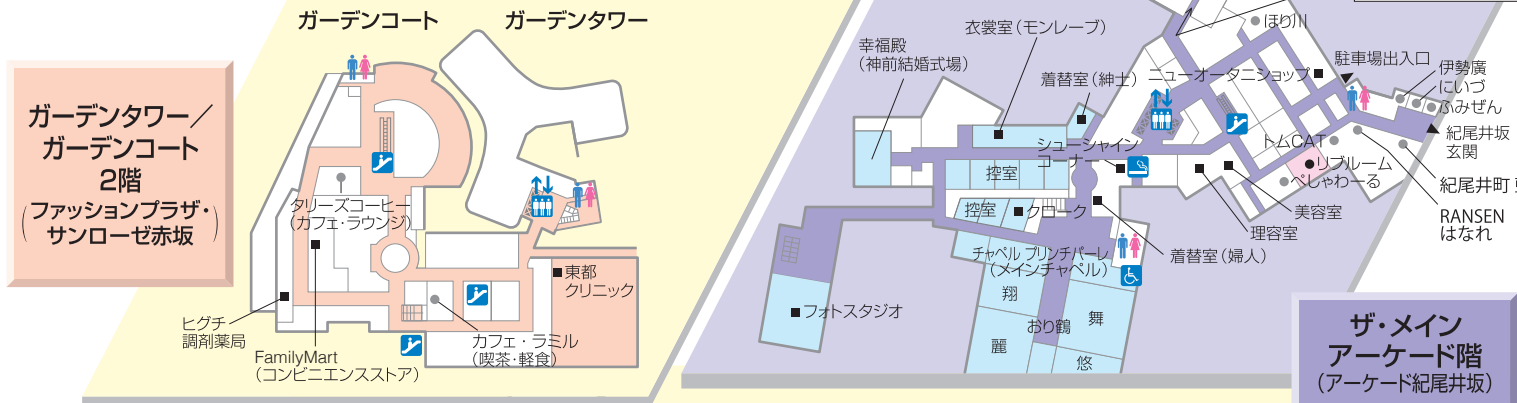 ガーデンコート
ガーデンタワー
ガーデンタワー／
ガーデンコート
2階
(ファッションプラザ・
サンローゼ赤坂)
タリーズコーヒー
(カフェ・ラウンジ)
東都
クリニック
ヒグチ
調剤薬局
FamilyMart
(コンビニエンスストア)
カフェ・ラミル
(喫茶・軽食)
ほり川
衣裳室(モンレーブ)
幸福殿
(神前結婚式場)
着替室(紳士)
ニューオータニショップ
駐車場出入口
伊勢廣
にいづ
ふみぜん
紀尾井坂
玄関
トムCAT
シューシャイン
コーナー
リブルーム
ぺしゃわーる
控室
紀尾井町
RANSEN
はなれ
美容室
理容室
控室
クローク
着替室(婦人)
チャペル プリンチパーレ
(メインチャペル)
フォトスタジオ
翔
おり鶴
舞
麗
悠
ザ・メイン
アーケード階
(アーケード紀尾井坂)